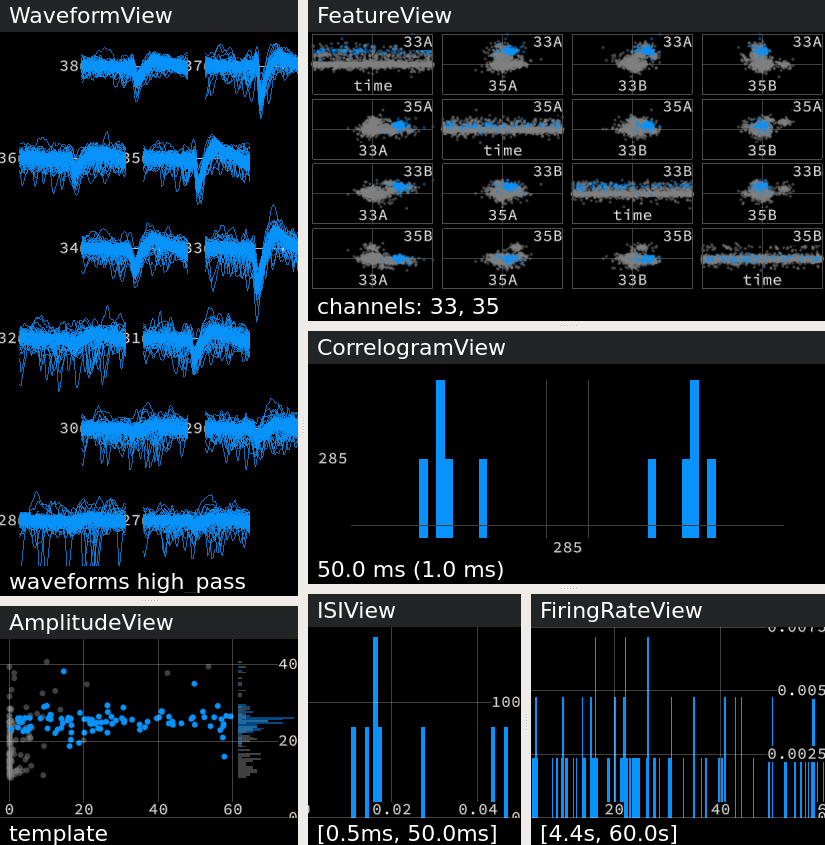 WaveformView
38 37
36 35
34 33
32 31
30 29
28 27
waveforms high_pass
AmplitudeView
40
20
0 20 40 60 0
template
FeatureView
33A 33A 33A 33A
time 35A 33B 35B
35A 35A 35A 35A
33A time 33B 35B
33B 33B 33B 33B
33A 35A time 35B
35B 35B 35B 35B
33A 35A 33B time
channels: 33, 35
CorrelogramView
285
285
50.0 ms (1.0 ms)
ISIView
100
0.02 0.04
0
[0.5ms, 50.0ms]
FiringRateView
0.0075
0.005
0.0025
20 40
[4.4s, 60.0s]